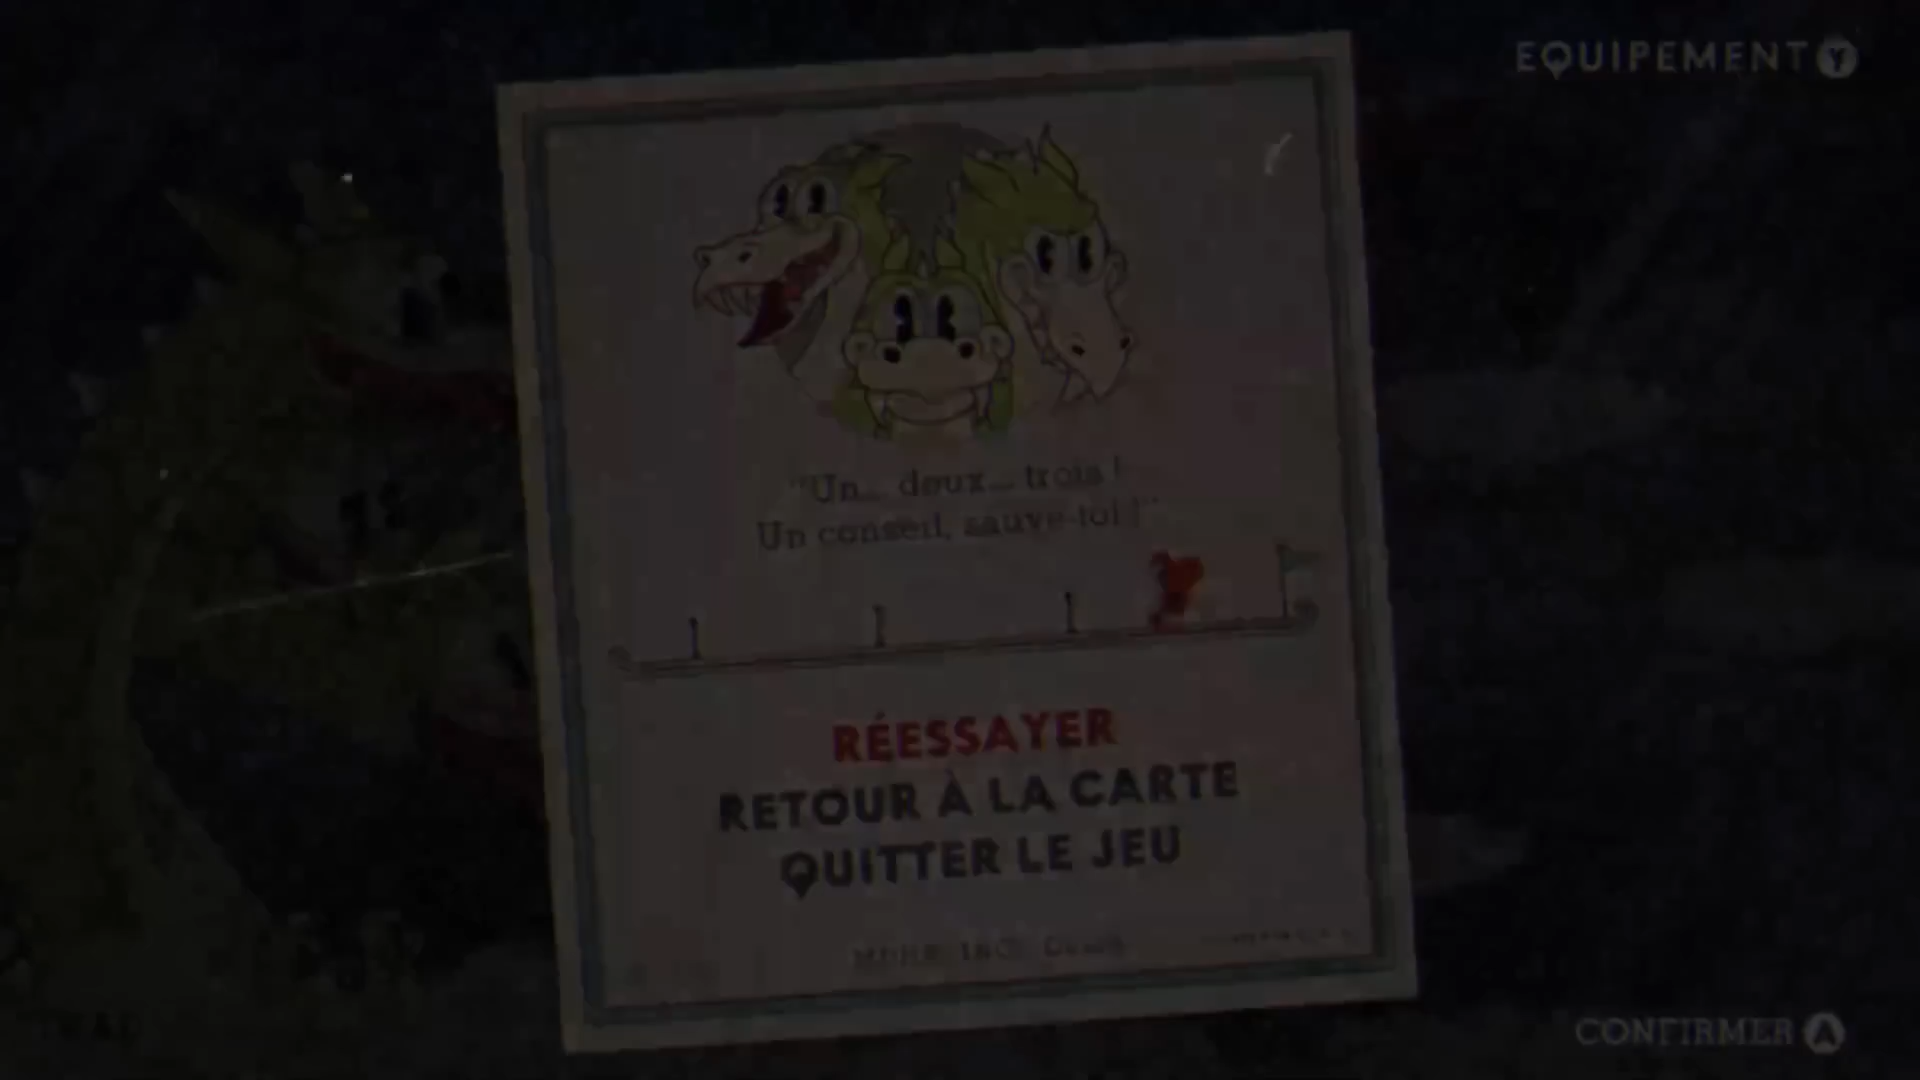 EQUIPEMENT Y
"Un... deux... trois !
Un conseil, sauve-toi !"
RÉESSAYER
RETOUR À LA CARTE
QUITTER LE JEU
CONFIRMER A